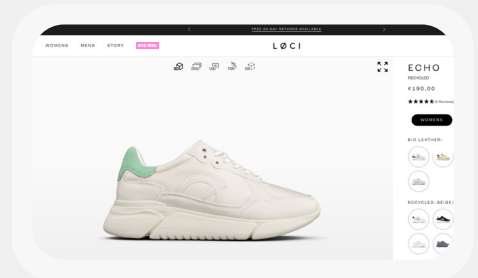 FREE 30 DAY RETURNS AVAILABLE
WOMENS MENS STORY
LØCI
ECHO
RECYCLED
€190.00
WOMENS
BIO LEATHER:
RECYCLED: BEIGE/